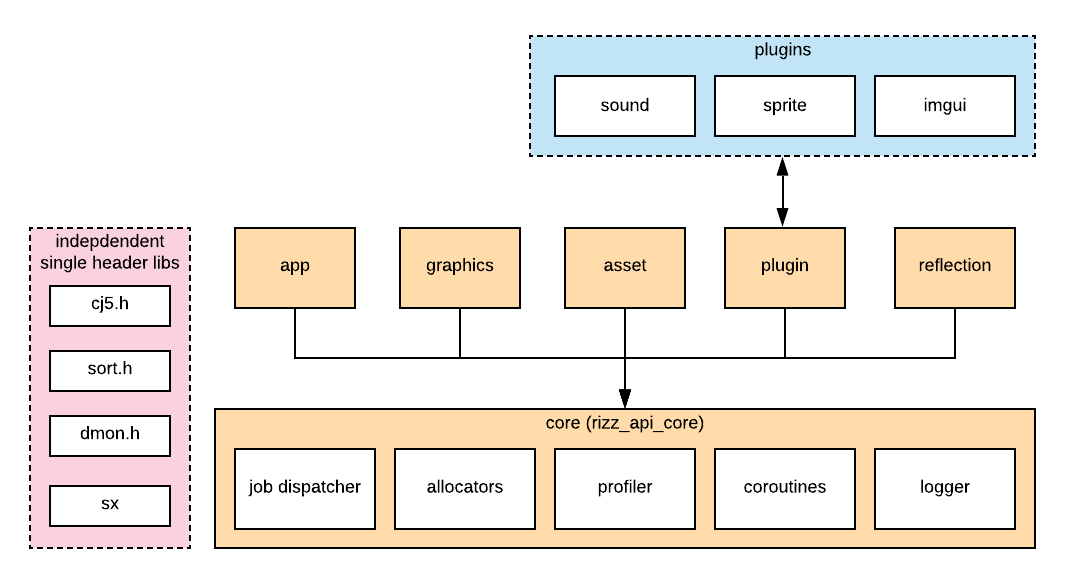 plugins
sound
sprite
imgui
indepdendent
single header libs
cj5.h
sort.h
dmon.h
sx
app
graphics
asset
plugin
reflection
core (rizz_api_core)
job dispatcher
allocators
profiler
coroutines
logger